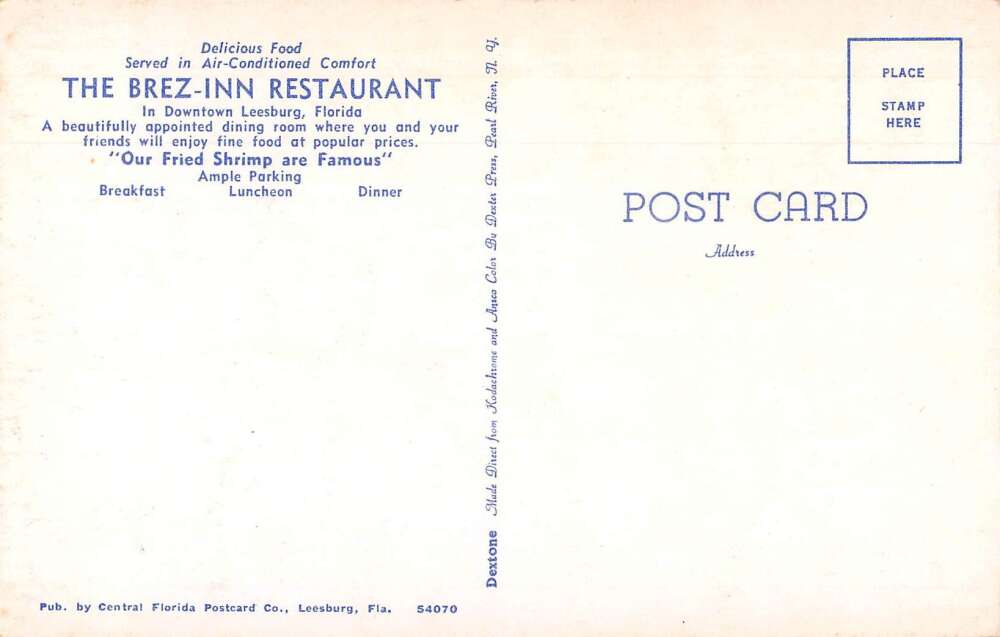 Delicious Food
Served in Air-Conditioned Comfort
THE BREZ-INN RESTAURANT
In Downtown Leesburg, Florida
A beautifully appointed dining room where you and your
friends will enjoy fine food at popular prices.
"Our Fried Shrimp are Famous"
Ample Parking
Breakfast Luncheon Dinner
Pub. by Central Florida Postcard Co., Leesburg, Fla. 54070
Dextone Made Direct from Kodachrome and Ansco Color By Dexter Press, Pearl River, N. Y.
PLACE
STAMP
HERE
POST CARD
Address